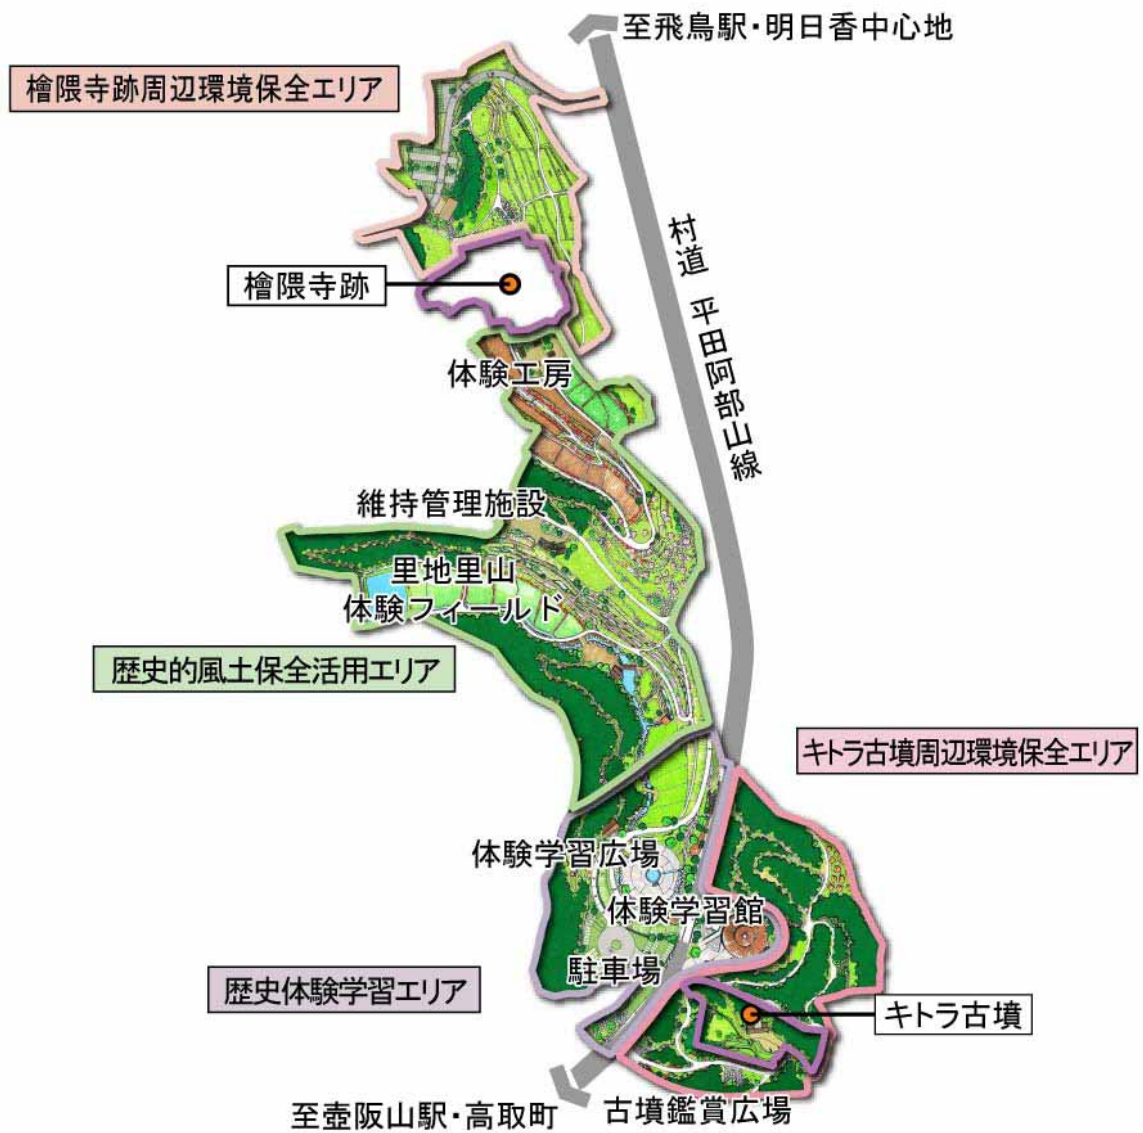 至飛鳥駅・明日香中心地
檜隈寺跡周辺環境保全エリア
村道 平田阿部山線
檜隈寺跡
体験工房
維持管理施設
里地里山
体験フィールド
歴史的風土保全活用エリア
キトラ古墳周辺環境保全エリア
体験学習広場
体験学習館
駐車場
歴史体験学習エリア
キトラ古墳
至壺阪山駅・高取町
古墳鑑賞広場